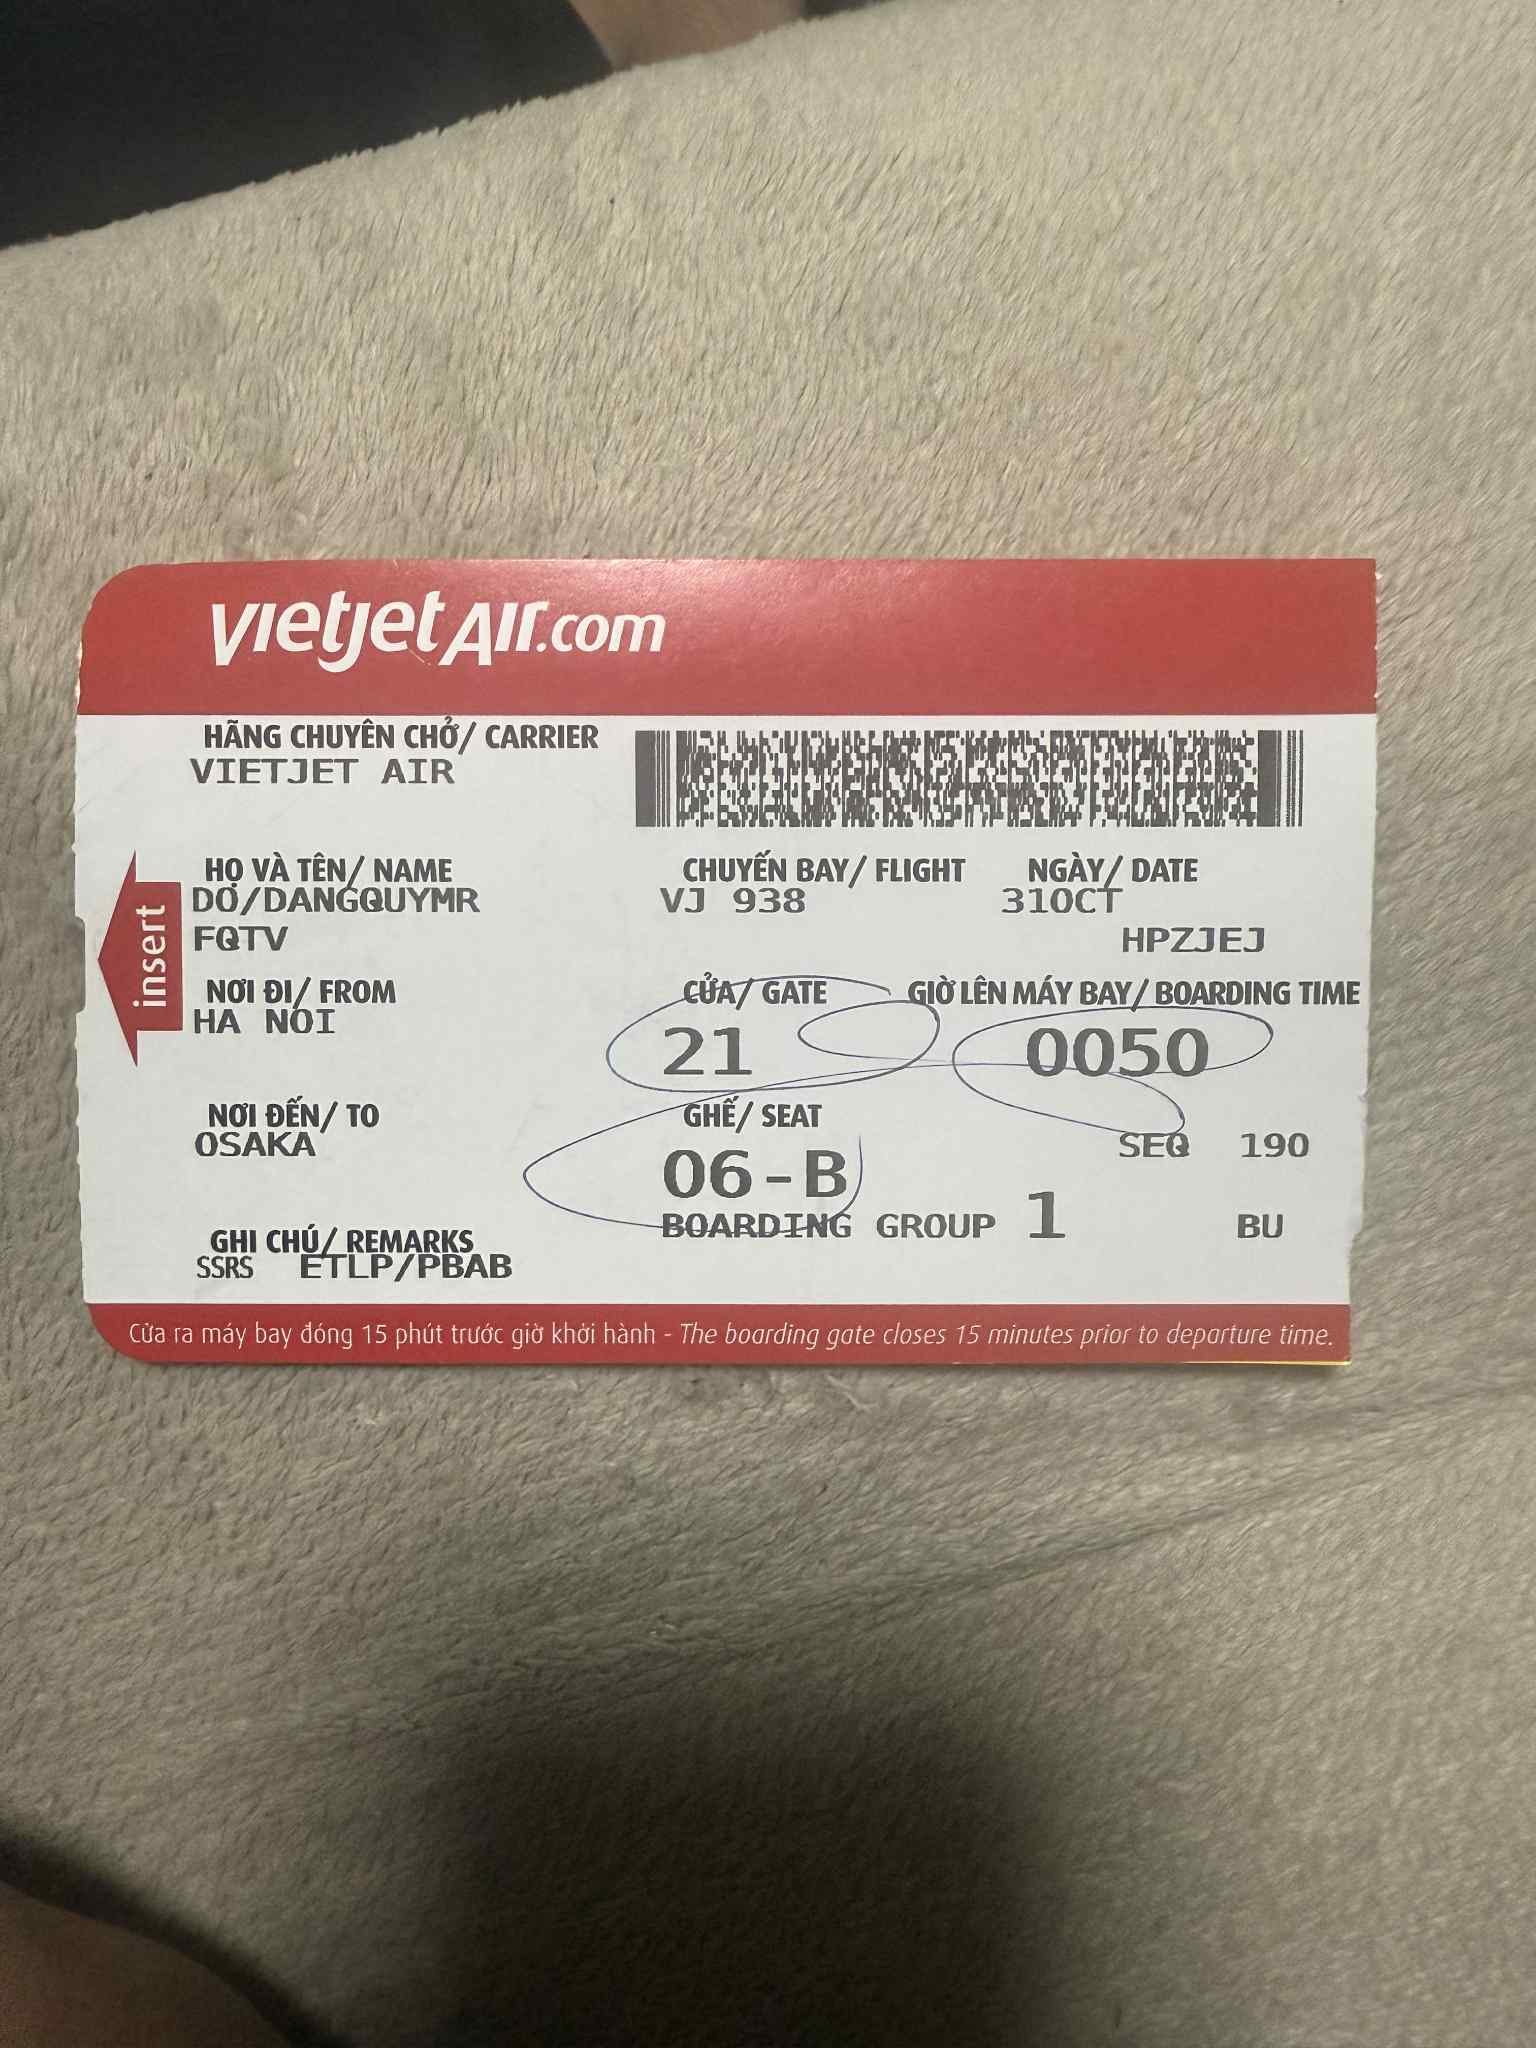 vietjetAir.com
HÃNG CHUYÊN CHỞ/ CARRIER
VIETJET AIR
HỌ VÀ TÊN/ NAME
DO/DANGQUYMR
CHUYẾN BAY/ FLIGHT
VJ 938
NGÀY/ DATE
31OCT
FQTV
HPZJEJ
insert
NƠI ĐI/ FROM
HA NOI
CỬA/ GATE
21
GIỜ LÊN MÁY BAY/ BOARDING TIME
0050
NƠI ĐẾN/ TO
OSAKA
GHẾ/ SEAT
06-B
SEQ 190
BOARDING GROUP 1
BU
GHI CHÚ/ REMARKS
SSRS ETLP/PBAB
Cửa ra máy bay đóng 15 phút trước giờ khởi hành - The boarding gate closes 15 minutes prior to departure time.